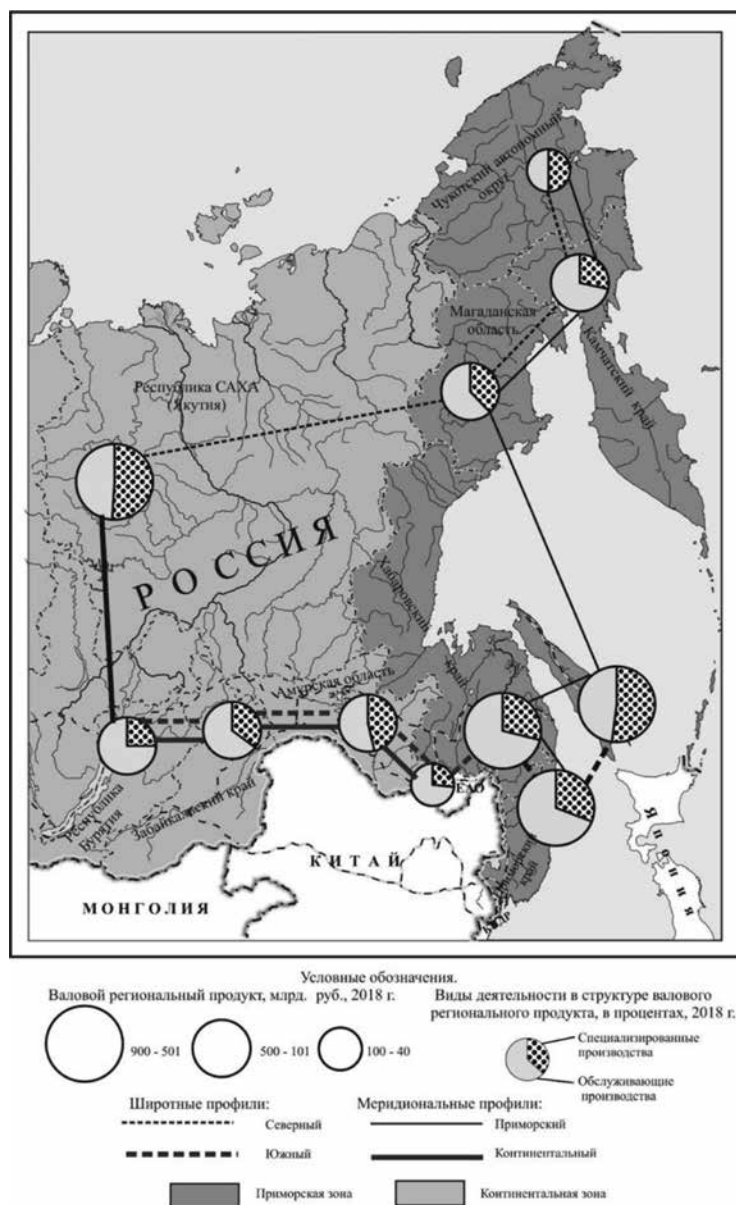 Чукотский автономный
округ
Магаданская
область
Камчатский край
Республика САХА
(Якутия)
РОССИЯ
Хабаровский
край
Амурская область
ЕАО
Республика
Бурятия
Забайкальский край
Приморский
край
КИТАЙ
МОНГОЛИЯ
КНДР
Япония
Условные обозначения.
Валовой региональный продукт, млрд. руб., 2018 г.
900 - 501
500 - 101
100 - 40
Виды деятельности в структуре валового
регионального продукта, в процентах, 2018 г.
Специализированные
производства
Обслуживающие
производства
Широтные профили:
Северный
Южный
Меридиональные профили:
Приморский
Континентальный
Приморская зона
Континентальная зона